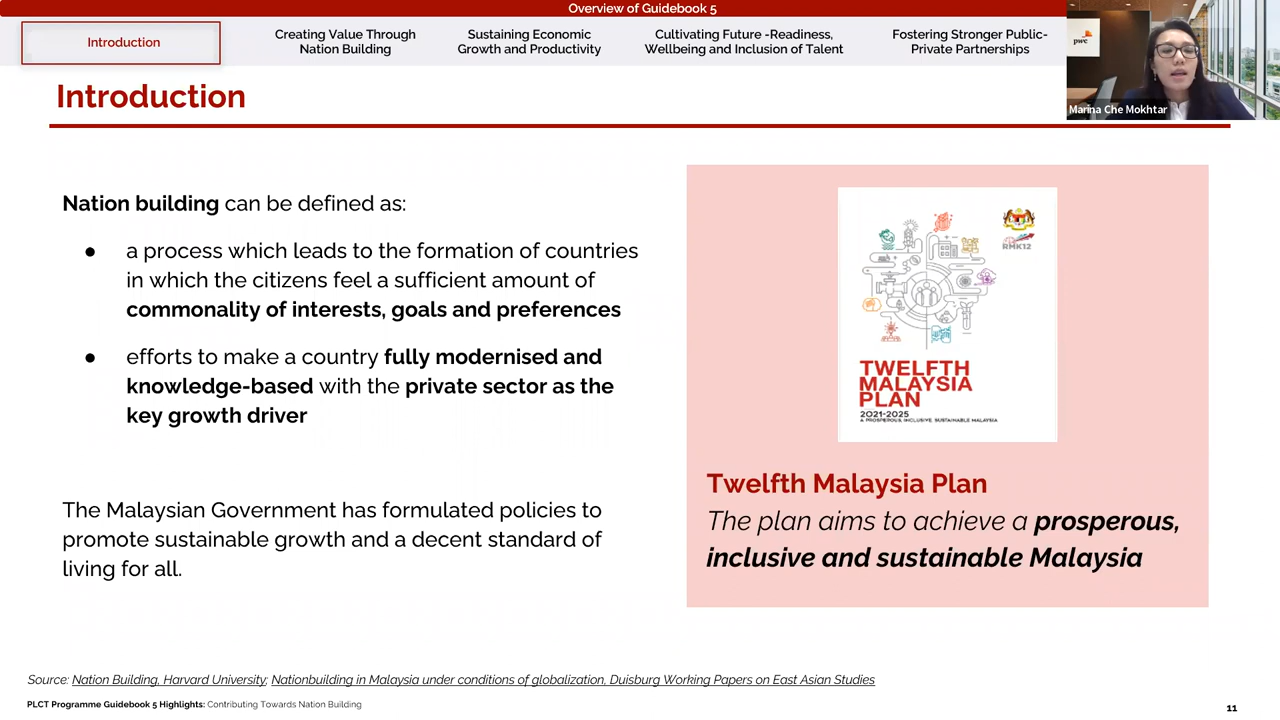 Overview of Guidebook 5
Introduction
Creating Value Through
Nation Building
Sustaining Economic
Growth and Productivity
Cultivating Future -Readiness,
Wellbeing and Inclusion of Talent
Fostering Stronger Public-
Private Partnerships
pwc
Marina Che Mokhtar
Introduction
Nation building can be defined as:
● a process which leads to the formation of countries
in which the citizens feel a sufficient amount of
commonality of interests, goals and preferences
● efforts to make a country fully modernised and
knowledge-based with the private sector as the
key growth driver
The Malaysian Government has formulated policies to
promote sustainable growth and a decent standard of
living for all.
RMK12
TWELFTH
MALAYSIA
PLAN
2021-2025
A PROSPEROUS, INCLUSIVE, SUSTAINABLE MALAYSIA
Twelfth Malaysia Plan
The plan aims to achieve a prosperous,
inclusive and sustainable Malaysia
Source: Nation Building, Harvard University; Nationbuilding in Malaysia under conditions of globalization, Duisburg Working Papers on East Asian Studies
PLCT Programme Guidebook 5 Highlights: Contributing Towards Nation Building
11